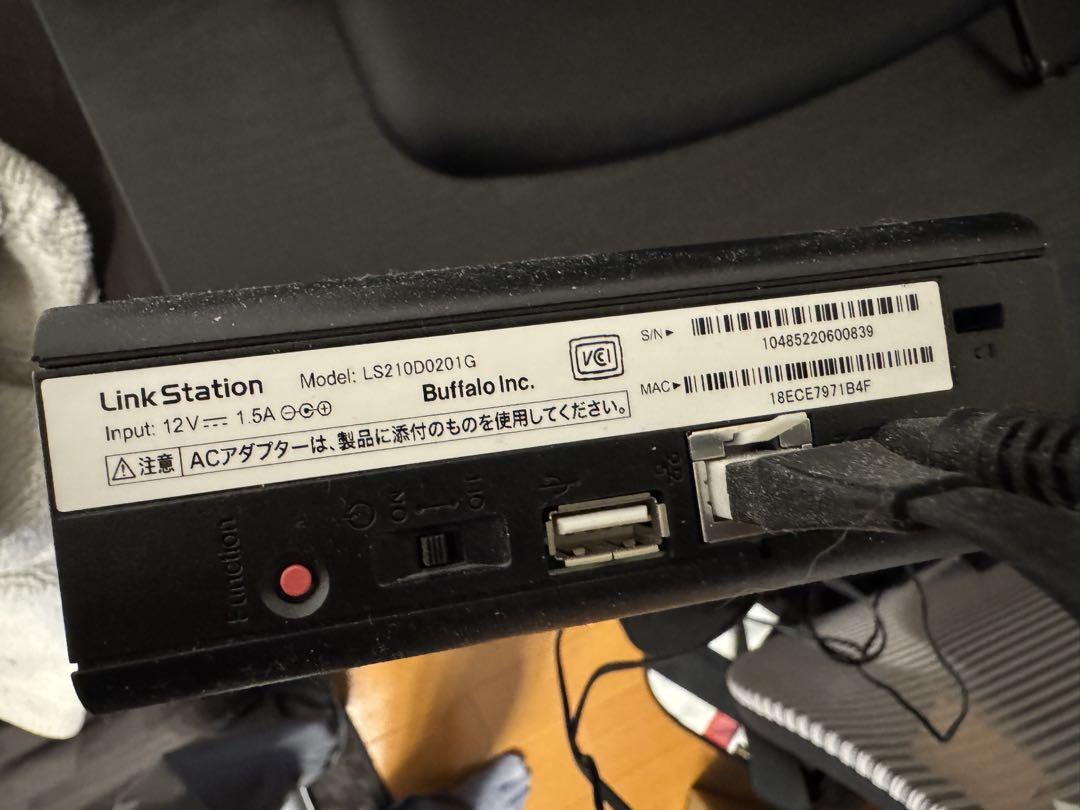 LinkStation
Model: LS210D0201G
Input: 12V⎓ 1.5A
Buffalo Inc.
VCCI
⚠注意 ACアダプターは、製品に添付のものを使用してください。
S/N▶
10485220600839
MAC▶
18ECE7971B4F
Function
ON
OFF